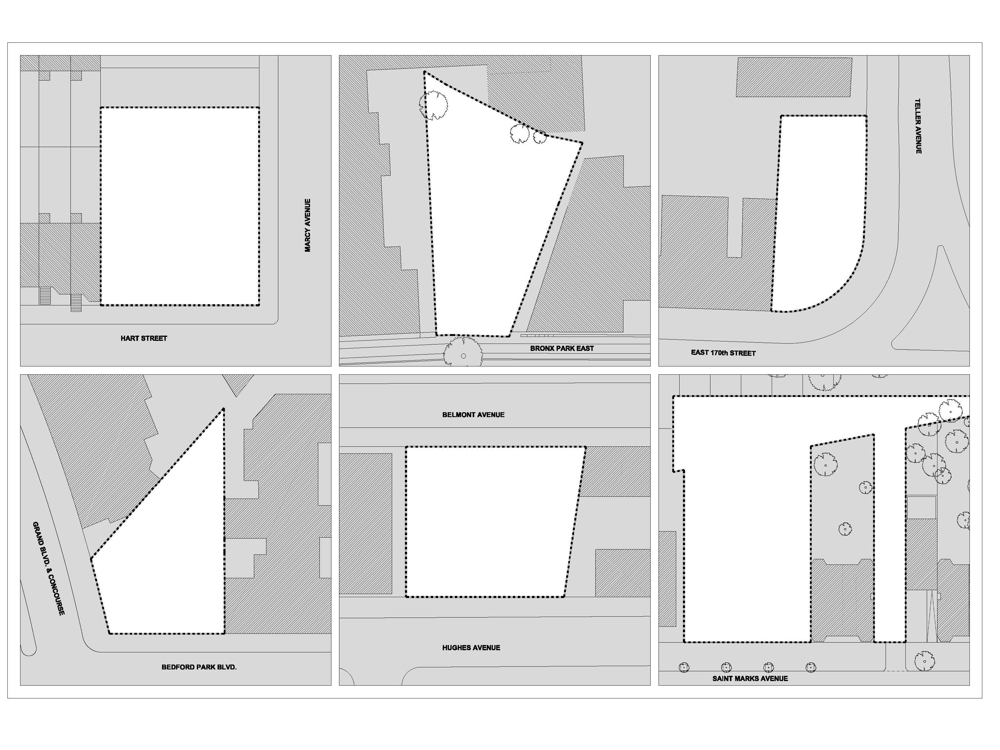 MARCY AVENUE
HART STREET
BRONX PARK EAST
TELLER AVENUE
EAST 170th STREET
GRAND BLVD. & CONCOURSE
BEDFORD PARK BLVD.
BELMONT AVENUE
HUGHES AVENUE
SAINT MARKS AVENUE